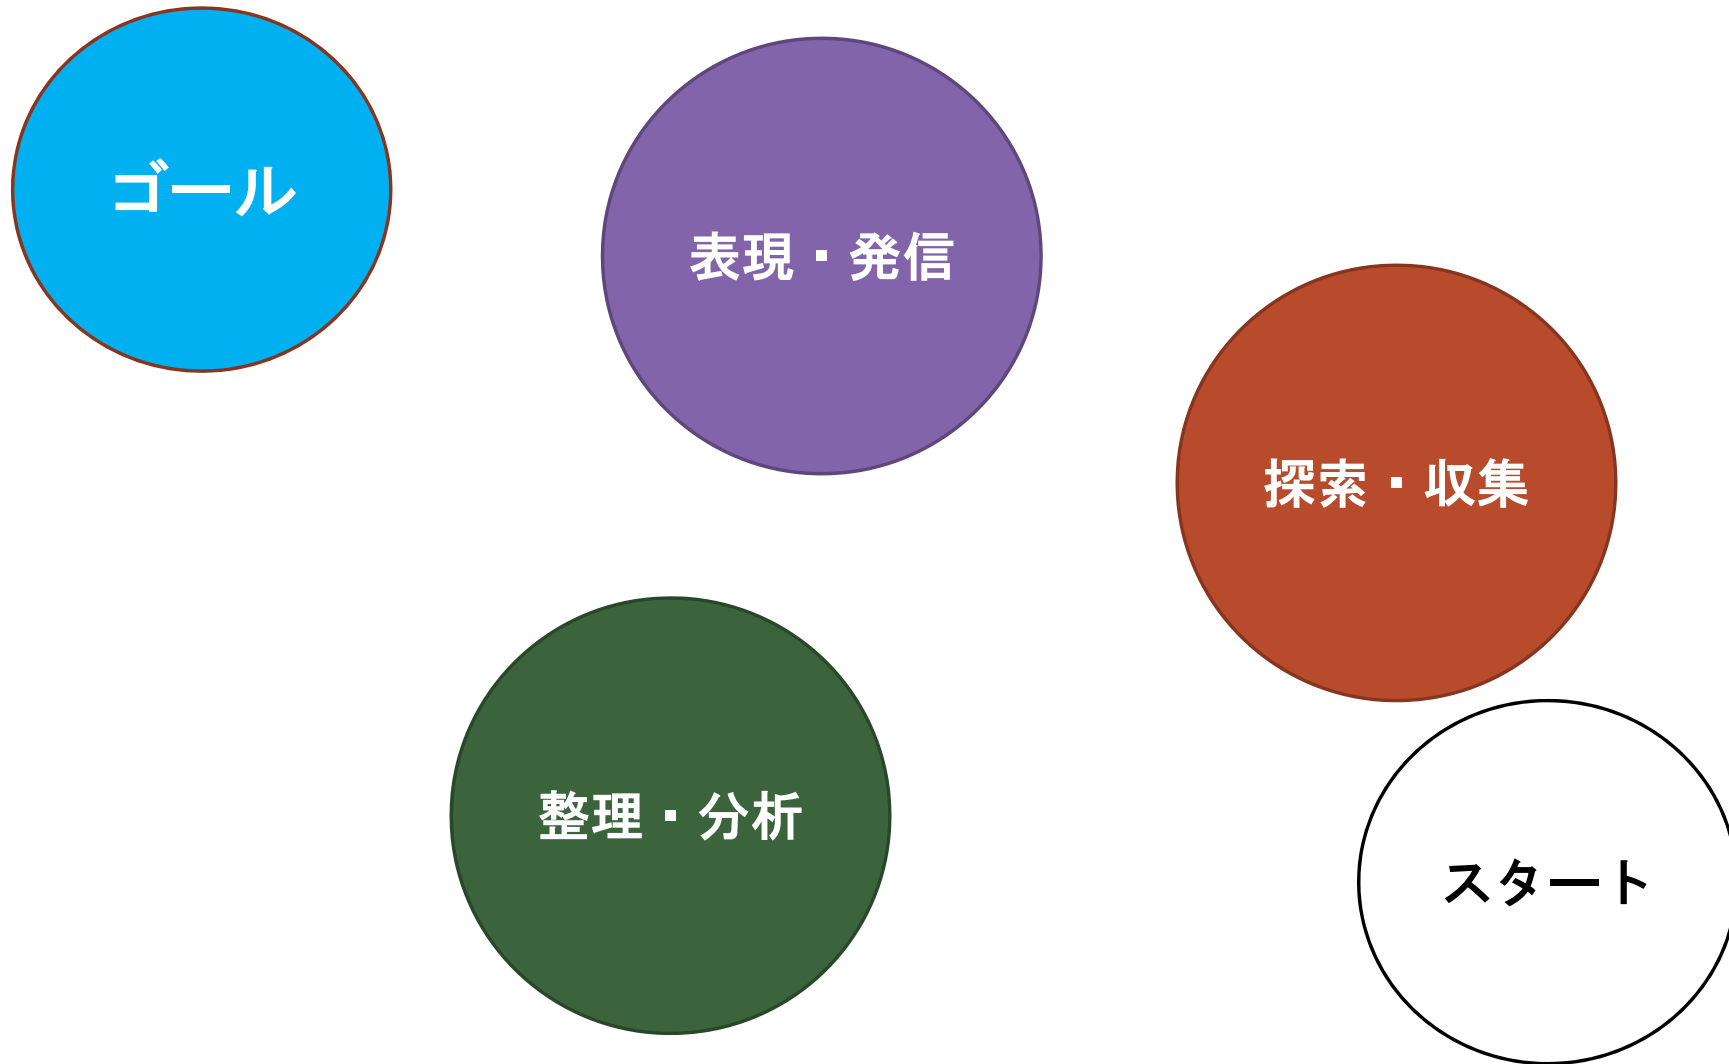 ゴール
表現・発信
探索・収集
整理・分析
スタート